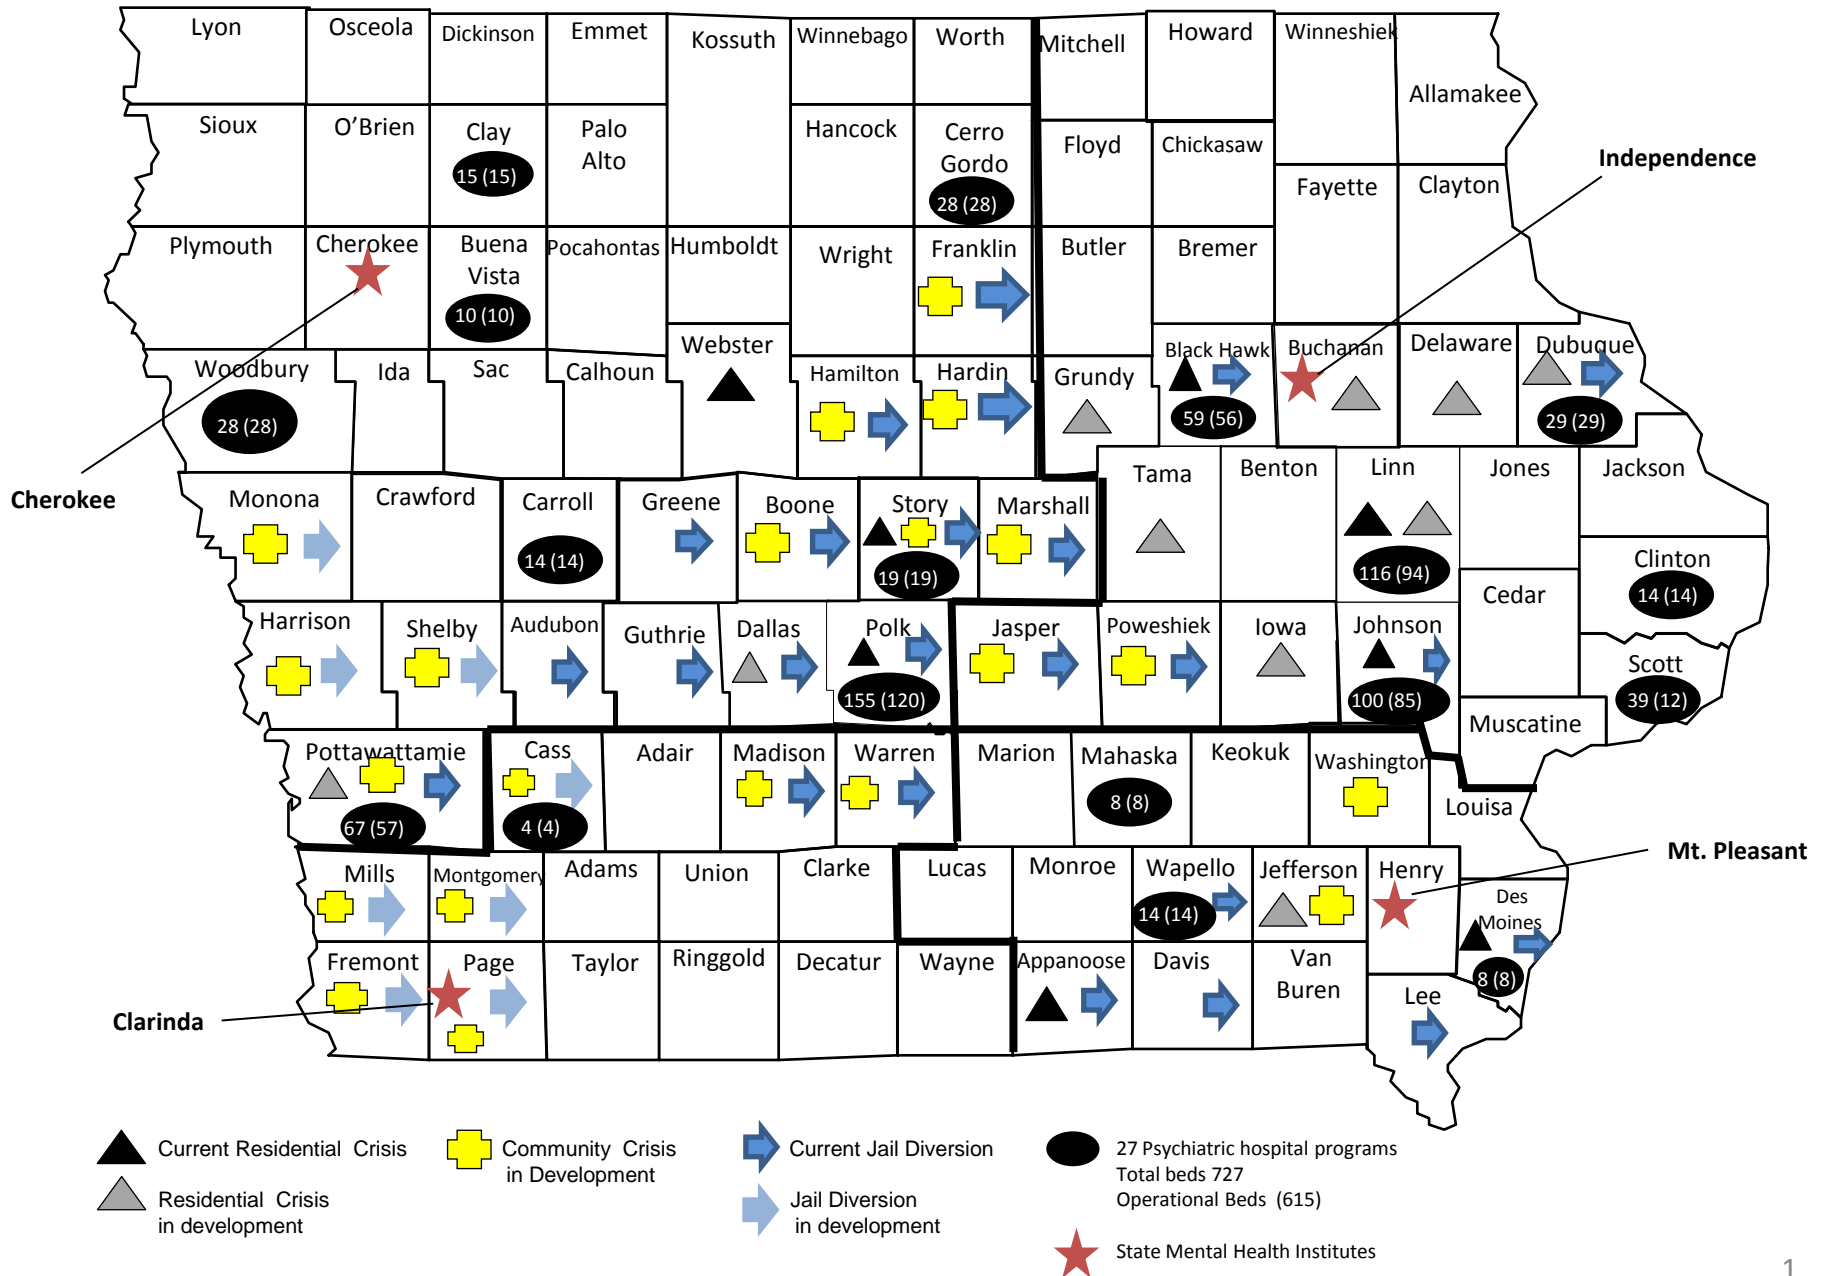 Lyon
Osceola
Dickinson
Emmet
Kossuth
Winnebago
Worth
Mitchell
Howard
Winneshiek
Allamakee
Sioux
O’Brien
Clay
15 (15)
Palo
Alto
Hancock
Cerro
Gordo
28 (28)
Floyd
Chickasaw
Fayette
Clayton
Independence
Plymouth
Cherokee
Buena
Vista
10 (10)
Pocahontas
Humboldt
Wright
Franklin
Butler
Bremer
Woodbury
28 (28)
Ida
Sac
Calhoun
Webster
Hamilton
Hardin
Grundy
Black Hawk
59 (56)
Buchanan
Delaware
Dubuque
29 (29)
Cherokee
Monona
Crawford
Carroll
14 (14)
Greene
Boone
Story
19 (19)
Marshall
Tama
Benton
Linn
116 (94)
Jones
Jackson
Clinton
14 (14)
Cedar
Harrison
Shelby
Audubon
Guthrie
Dallas
Polk
155 (120)
Jasper
Poweshiek
Iowa
Johnson
100 (85)
Scott
39 (12)
Muscatine
Pottawattamie
67 (57)
Cass
4 (4)
Adair
Madison
Warren
Marion
Mahaska
8 (8)
Keokuk
Washington
Louisa
Mt. Pleasant
Mills
Montgomery
Adams
Union
Clarke
Lucas
Monroe
Wapello
14 (14)
Jefferson
Henry
Des
Moines
8 (8)
Fremont
Page
Taylor
Ringgold
Decatur
Wayne
Appanoose
Davis
Van
Buren
Lee
Clarinda
Current Residential Crisis
Residential Crisis
in development
Community Crisis
in Development
Current Jail Diversion
Jail Diversion
in development
27 Psychiatric hospital programs
Total beds 727
Operational Beds (615)
State Mental Health Institutes
1